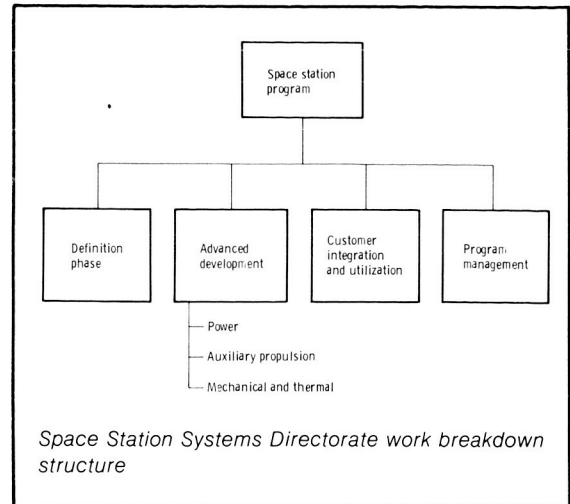 Space station
program
Definition
phase
Advanced
development
Customer
integration
and utilization
Program
management
Power
Auxiliary propulsion
Mechanical and thermal
Space Station Systems Directorate work breakdown
structure